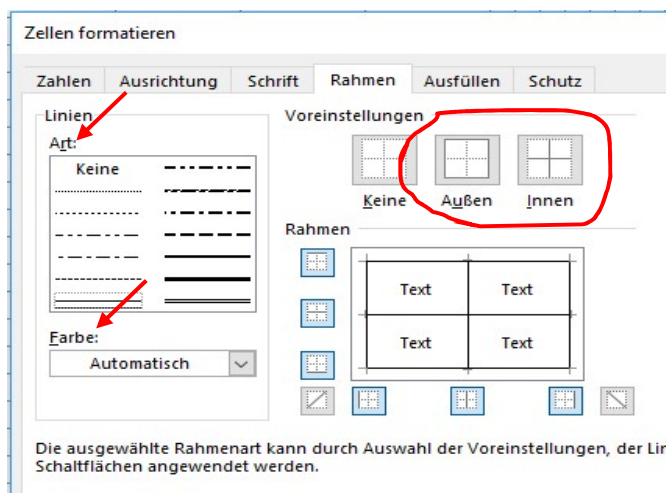 Zellen formatieren
Zahlen Ausrichtung Schrift Rahmen Ausfüllen Schutz
Linien
Art:
Keine
Farbe:
Automatisch
Voreinstellungen
Keine Außen Innen
Rahmen
Text Text
Text Text
Die ausgewählte Rahmenart kann durch Auswahl der Voreinstellungen, der
Schaltflächen angewendet werden.